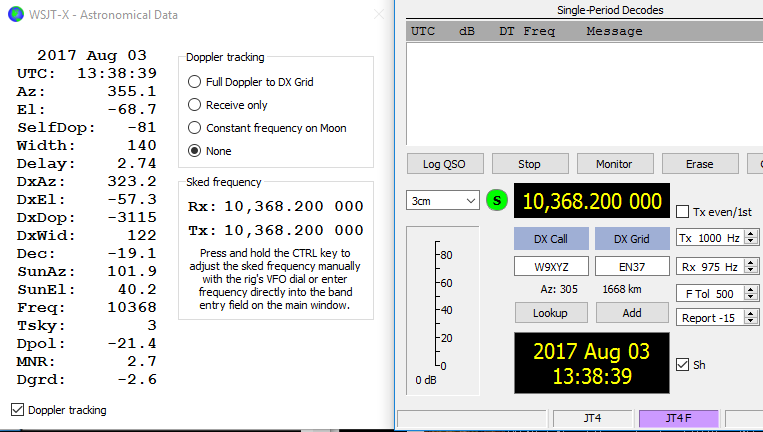 WSJT-X - Astronomical Data
2017 Aug 03
UTC: 13:38:39
Az: 355.1
El: -68.7
SelfDop: -81
Width: 140
Delay: 2.74
DxAz: 323.2
DxEl: -57.3
DxDop: -3115
DxWid: 122
Dec: -19.1
SunAz: 101.9
SunEl: 40.2
Freq: 10368
Tsky: 3
Dpol: -21.4
MNR: 2.7
Dgrd: -2.6
Doppler tracking
Doppler tracking
Full Doppler to DX Grid
Receive only
Constant frequency on Moon
None
Sked frequency
Rx: 10,368.200 000
Tx: 10,368.200 000
Press and hold the CTRL key to
adjust the sked frequency manually
with the rig's VFO dial or enter
frequency directly into the band
entry field on the main window.
Single-Period Decodes
UTC dB DT Freq Message
Log QSO Stop Monitor Erase
3cm S 10,368.200 000 Tx even/1st
DX Call DX Grid Tx 1000 Hz
W9XYZ EN37 Rx 975 Hz
Az: 305 1668 km F Tol 500
Lookup Add Report -15
80
60
40
20
0
0 dB
2017 Aug 03
13:38:39
Sh
JT4 JT4 F